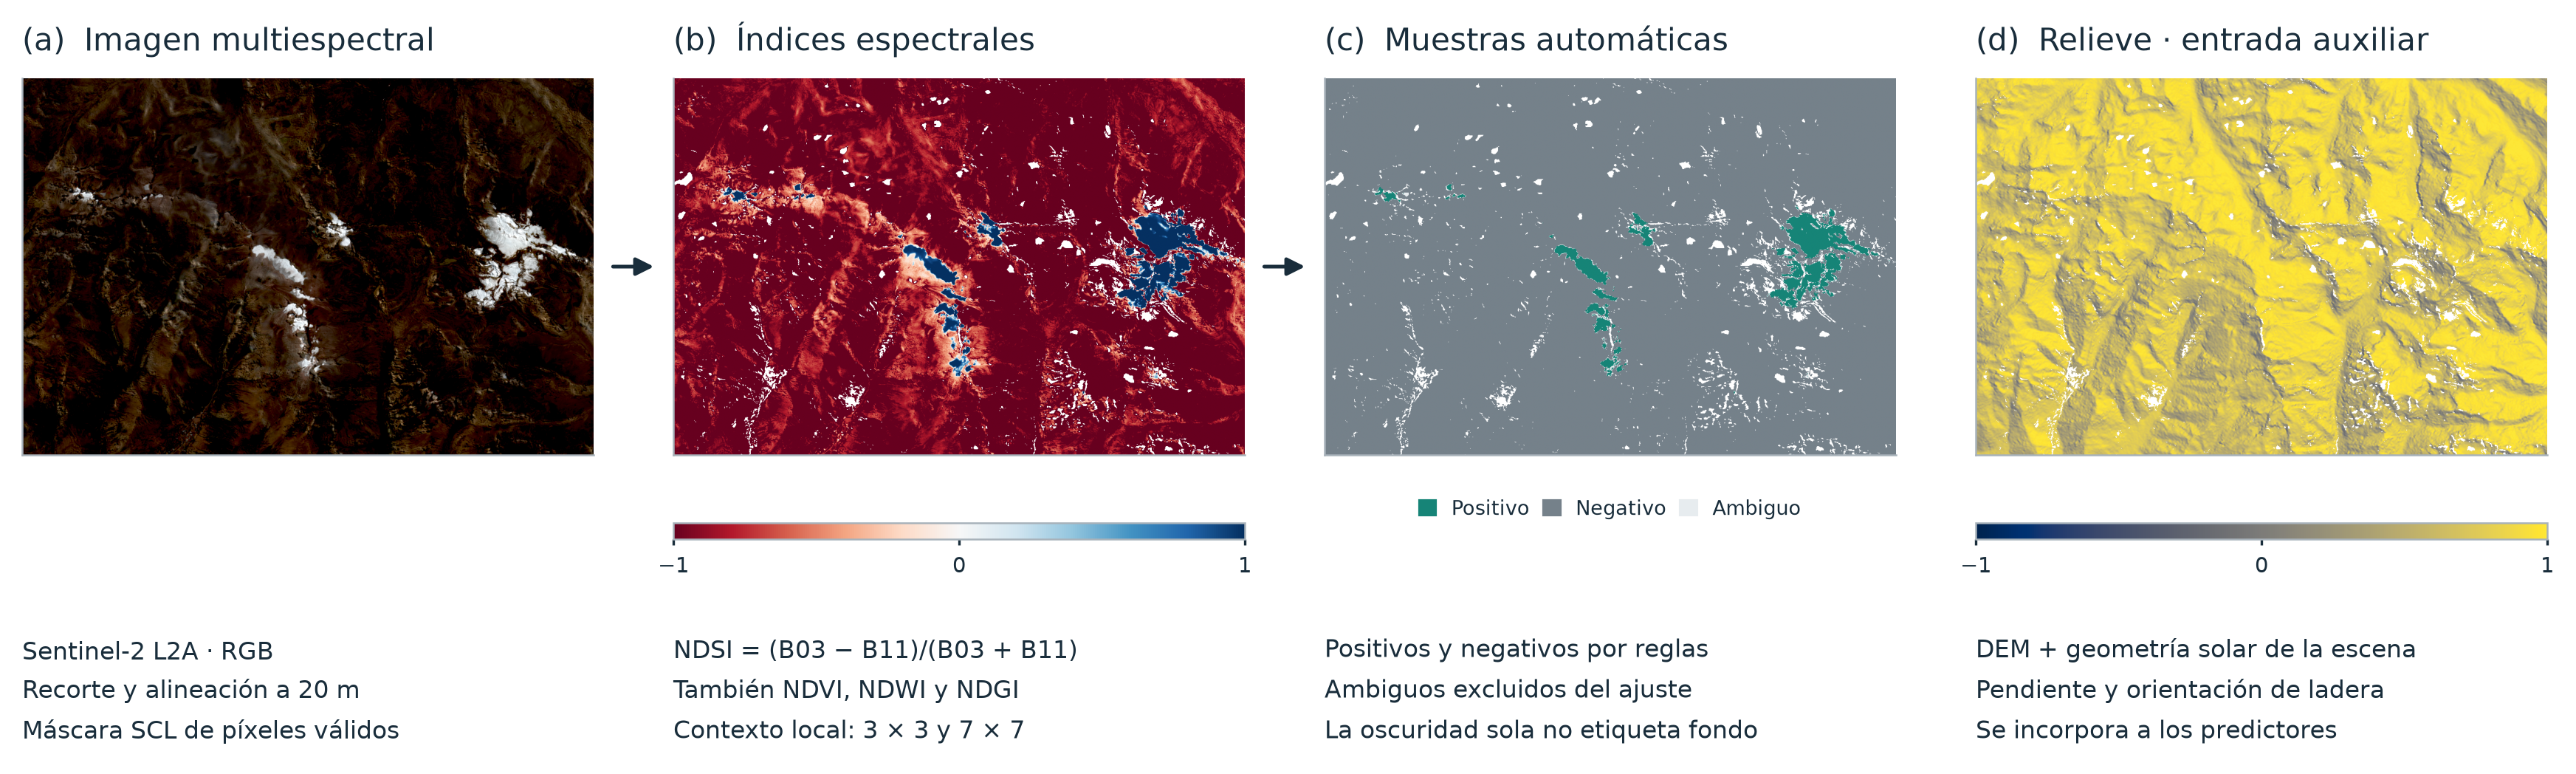 (a) Imagen multiespectral
(b) Índices espectrales
(c) Muestras automáticas
(d) Relieve · entrada auxiliar
Positivo Negativo Ambiguo
−1 0 1
−1 0 1
Sentinel-2 L2A · RGB
Recorte y alineación a 20 m
Máscara SCL de píxeles válidos
NDSI = (B03 − B11)/(B03 + B11)
También NDVI, NDWI y NDGI
Contexto local: 3 × 3 y 7 × 7
Positivos y negativos por reglas
Ambiguos excluidos del ajuste
La oscuridad sola no etiqueta fondo
DEM + geometría solar de la escena
Pendiente y orientación de ladera
Se incorpora a los predictores